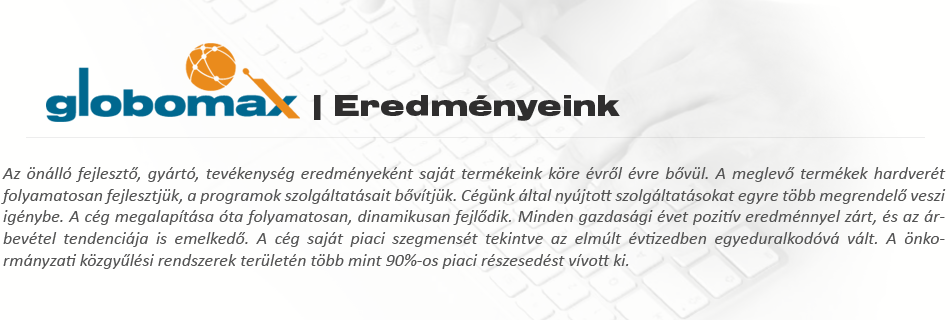 globomax | Eredményeink
Az önálló fejlesztő, gyártó, tevékenység eredményeként saját termékeink köre évről évre bővül. A meglevő termékek hardverét
folyamatosan fejlesztjük, a programok szolgáltatásait bővítjük. Cégünk által nyújtott szolgáltatásokat egyre több megrendelő veszi
igénybe. A cég megalapítása óta folyamatosan, dinamikusan fejlődik. Minden gazdasági évet pozitív eredménnyel zárt, és az ár-
bevétel tendenciája is emelkedő. A cég saját piaci szegmensét tekintve az elmúlt évtizedben egyeduralkodóvá vált. A önko-
rmányzati közgyűlési rendszerek területén több mint 90%-os piaci részesedést vívott ki.